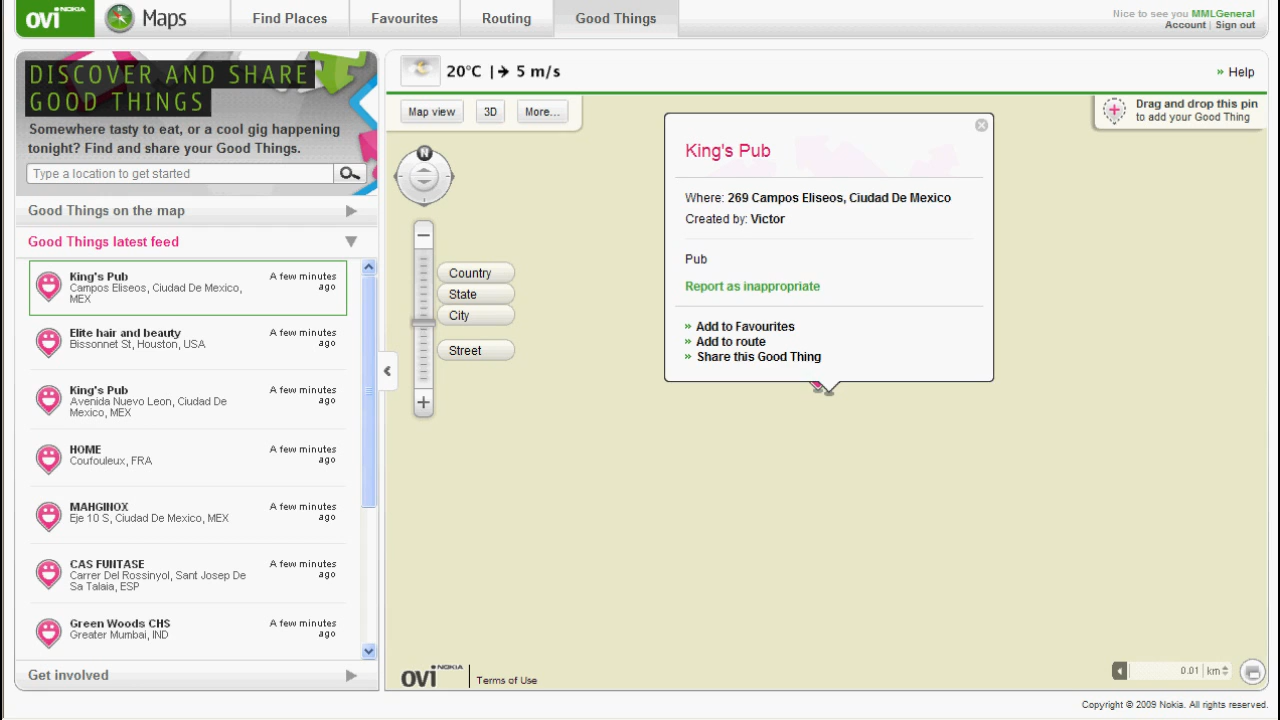 ovi NOKIA Maps
Find Places
Favourites
Routing
Good Things
Nice to see you MMLGeneral
Account | Sign out
DISCOVER AND SHARE
GOOD THINGS
Somewhere tasty to eat, or a cool gig happening
tonight? Find and share your Good Things.
Type a location to get started
Good Things on the map
Good Things latest feed
King's Pub
Campos Eliseos, Ciudad De Mexico,
MEX
A few minutes
ago
Elite hair and beauty
Bissonnet St, Houston, USA
A few minutes
ago
King's Pub
Avenida Nuevo Leon, Ciudad De
Mexico, MEX
A few minutes
ago
HOME
Coufouleux, FRA
A few minutes
ago
MAHGINOX
Eje 10 S, Ciudad De Mexico, MEX
A few minutes
ago
CAS FUITASE
Carrer Del Rossinyol, Sant Josep De
Sa Talaia, ESP
A few minutes
ago
Green Woods CHS
Greater Mumbai, IND
A few minutes
ago
Get involved
20°C | → 5 m/s
» Help
Map view
3D
More...
Drag and drop this pin
to add your Good Thing
N
Country
State
City
Street
King's Pub
Where: 269 Campos Eliseos, Ciudad De Mexico
Created by: Victor
Pub
Report as inappropriate
» Add to Favourites
» Add to route
» Share this Good Thing
ovi NOKIA
Terms of Use
0.01 km
Copyright © 2009 Nokia. All rights reserved.